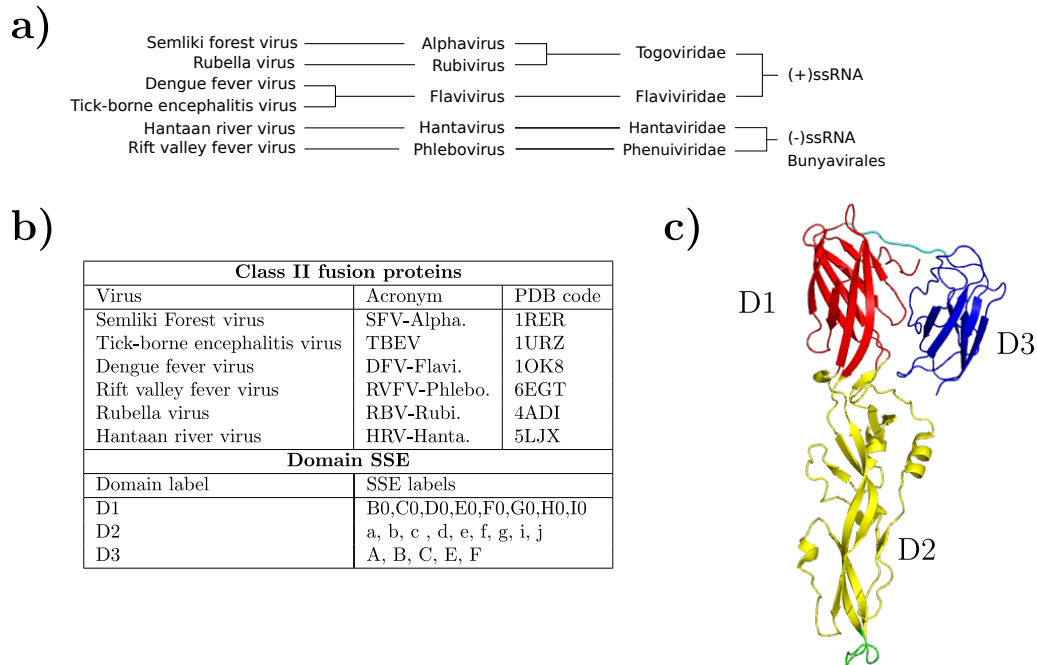 a)
Semliki forest virus Alphavirus
Rubella virus Rubivirus
Togoviridae
(+)ssRNA
Dengue fever virus
Tick-borne encephalitis virus
Flavivirus Flaviviridae
Hantaan river virus Hantavirus Hantaviridae
(-)ssRNA
Rift valley fever virus Phlebovirus Phenuiviridae
Bunyavirales
b)
Class II fusion proteins
Virus Acronym PDB code
Semliki Forest virus SFV-Alpha. 1RER
Tick-borne encephalitis virus TBEV 1URZ
Dengue fever virus DFV-Flavi. 1OK8
Rift valley fever virus RVFV-Phlebo. 6EGT
Rubella virus RBV-Rubi. 4ADI
Hantaan river virus HRV-Hanta. 5LJX
Domain SSE
Domain label SSE labels
D1 B0,C0,D0,E0,F0,G0,H0,I0
D2 a, b, c , d, e, f, g, i, j
D3 A, B, C, E, F
c)
D1
D3
D2